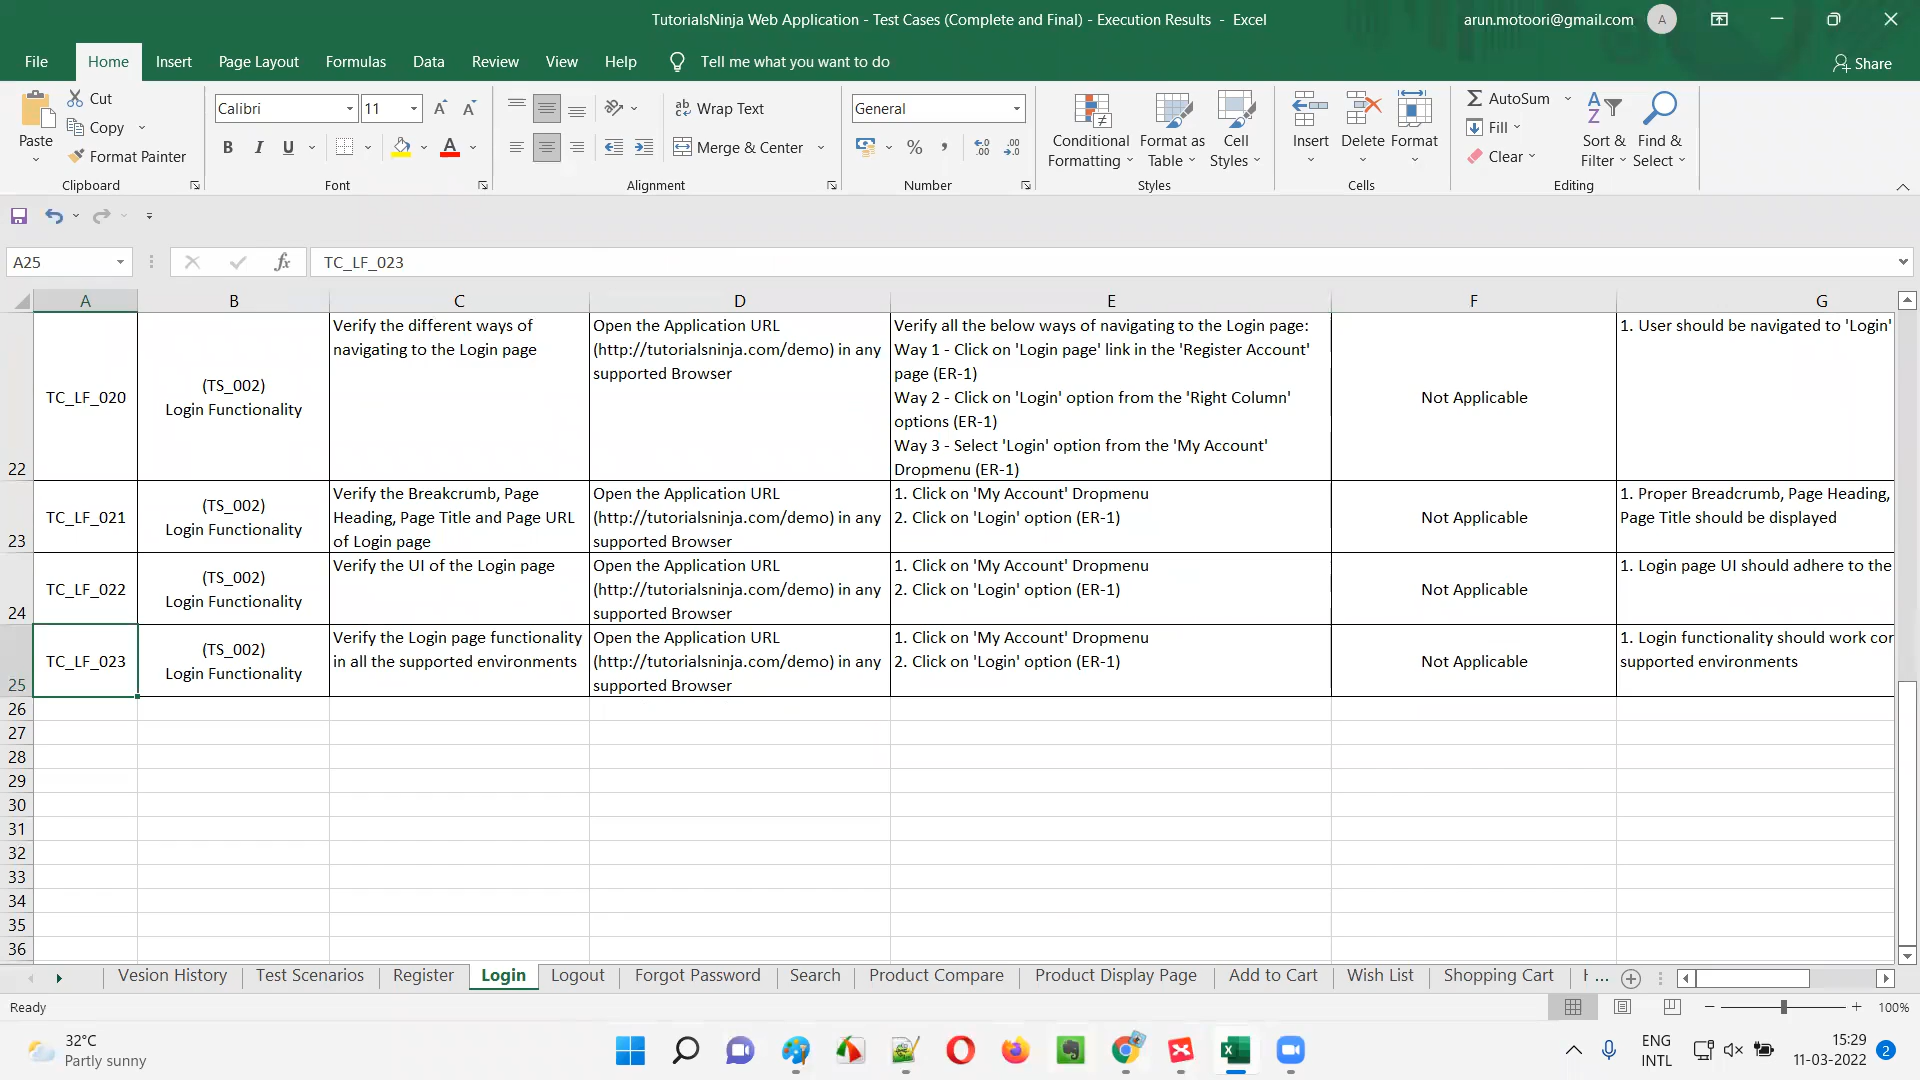 TutorialsNinja Web Application - Test Cases (Complete and Final) - Execution Results - Excel
arun.motoori@gmail.com
A
File
Home
Insert
Page Layout
Formulas
Data
Review
View
Help
Tell me what you want to do
Share
Paste
Cut
Copy
Format Painter
Clipboard
Calibri
11
B I U
Font
Wrap Text
Merge & Center
Alignment
General
Number
Conditional
Formatting
Format as
Table
Cell
Styles
Styles
Insert
Delete
Format
Cells
AutoSum
Fill
Clear
Sort &
Filter
Find &
Select
Editing
A25
fx
TC_LF_023
A B C D E F G
22
TC_LF_020
(TS_002)
Login Functionality
Verify the different ways of
navigating to the Login page
Open the Application URL
(http://tutorialsninja.com/demo) in any
supported Browser
Verify all the below ways of navigating to the Login page:
Way 1 - Click on 'Login page' link in the 'Register Account'
page (ER-1)
Way 2 - Click on 'Login' option from the 'Right Column'
options (ER-1)
Way 3 - Select 'Login' option from the 'My Account'
Dropmenu (ER-1)
Not Applicable
1. User should be navigated to 'Login'
23
TC_LF_021
(TS_002)
Login Functionality
Verify the Breakcrumb, Page
Heading, Page Title and Page URL
of Login page
Open the Application URL
(http://tutorialsninja.com/demo) in any
supported Browser
1. Click on 'My Account' Dropmenu
2. Click on 'Login' option (ER-1)
Not Applicable
1. Proper Breadcrumb, Page Heading,
Page Title should be displayed
24
TC_LF_022
(TS_002)
Login Functionality
Verify the UI of the Login page
Open the Application URL
(http://tutorialsninja.com/demo) in any
supported Browser
1. Click on 'My Account' Dropmenu
2. Click on 'Login' option (ER-1)
Not Applicable
1. Login page UI should adhere to the
25
TC_LF_023
(TS_002)
Login Functionality
Verify the Login page functionality
in all the supported environments
Open the Application URL
(http://tutorialsninja.com/demo) in any
supported Browser
1. Click on 'My Account' Dropmenu
2. Click on 'Login' option (ER-1)
Not Applicable
1. Login functionality should work cor
supported environments
26
27
28
29
30
31
32
33
34
35
36
Vesion History
Test Scenarios
Register
Login
Logout
Forgot Password
Search
Product Compare
Product Display Page
Add to Cart
Wish List
Shopping Cart
...
Ready
100%
32°C
Partly sunny
ENG
INTL
15:29
11-03-2022
2